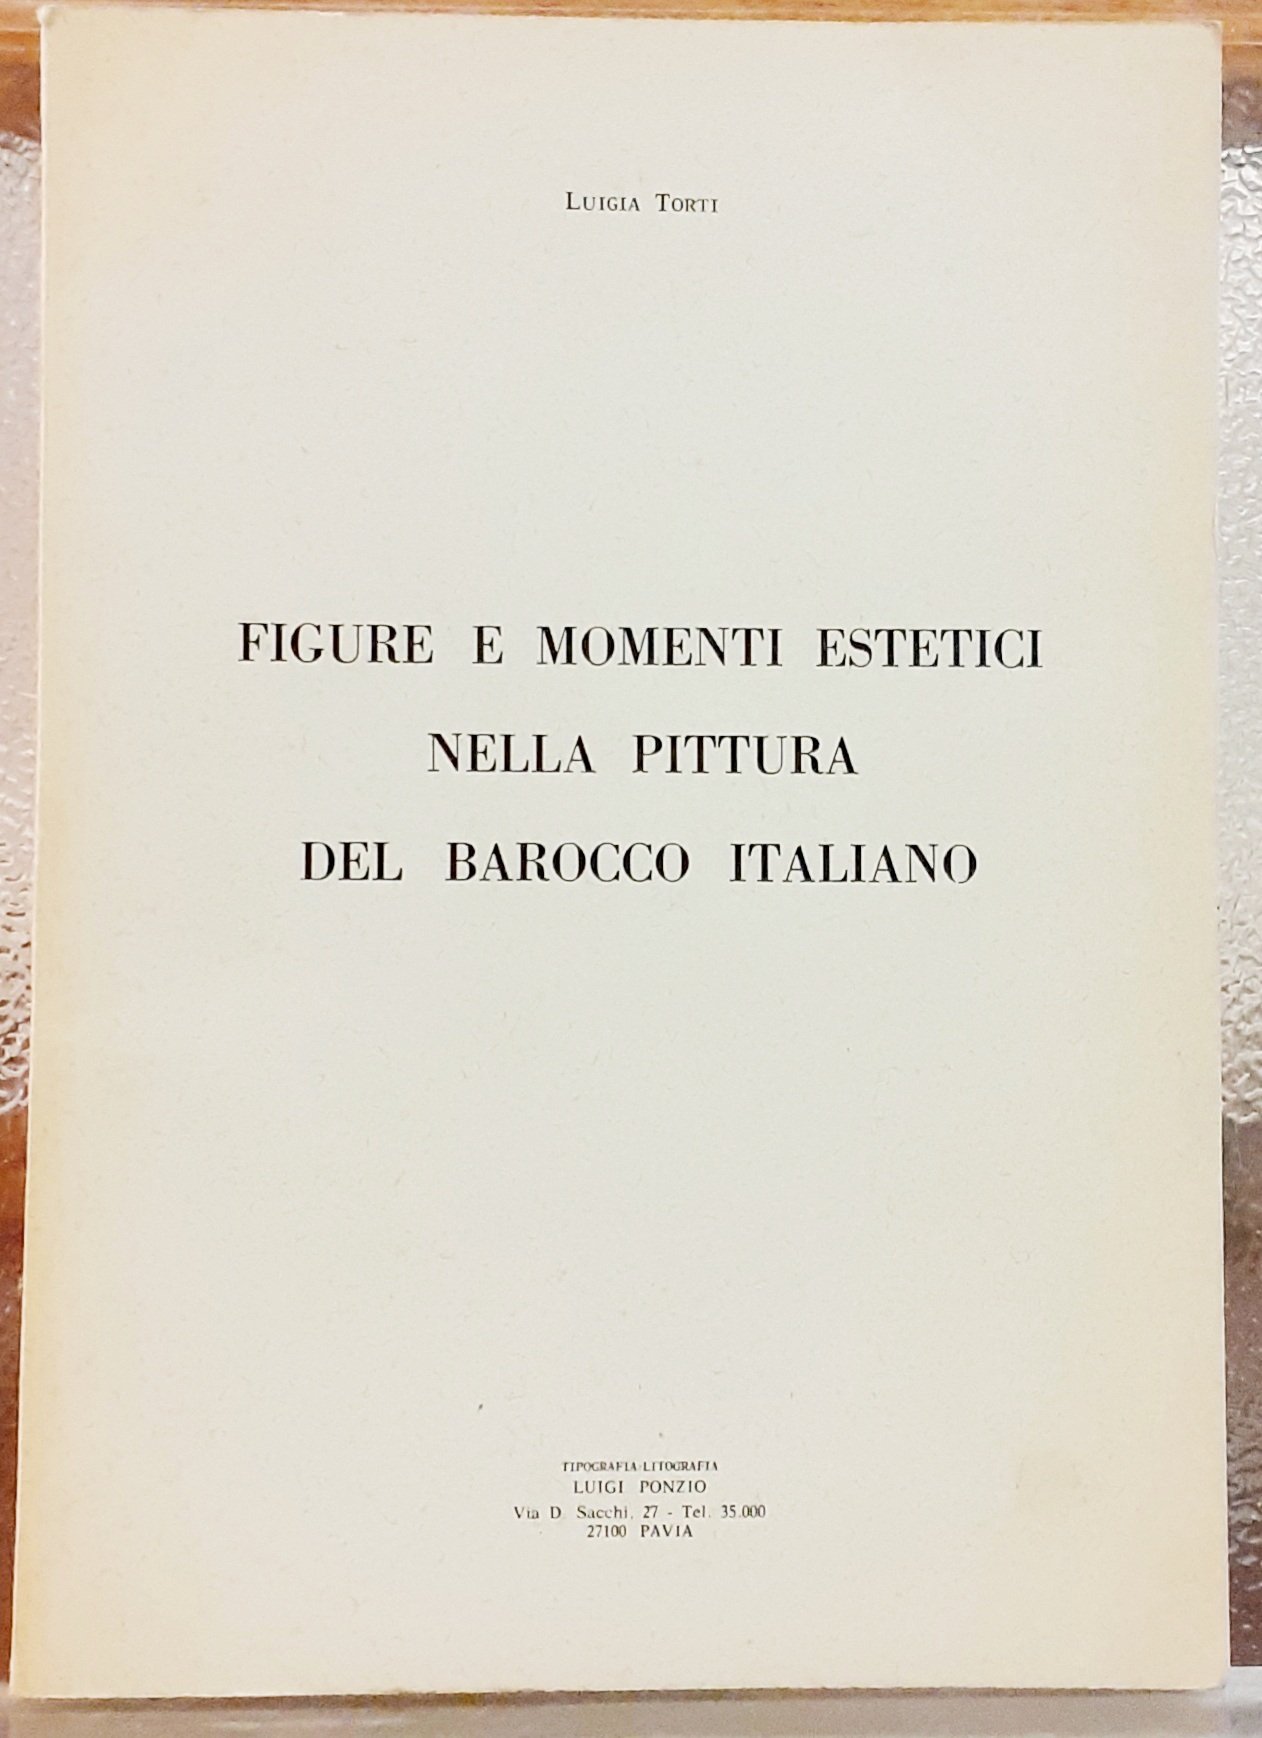 LUIGIA TORTI
FIGURE E MOMENTI ESTETICI
NELLA PITTURA
DEL BAROCCO ITALIANO
TIPOGRAFIA-LITOGRAFIA
LUIGI PONZIO
Via D. Sacchi, 27 - Tel. 35.000
27100 PAVIA